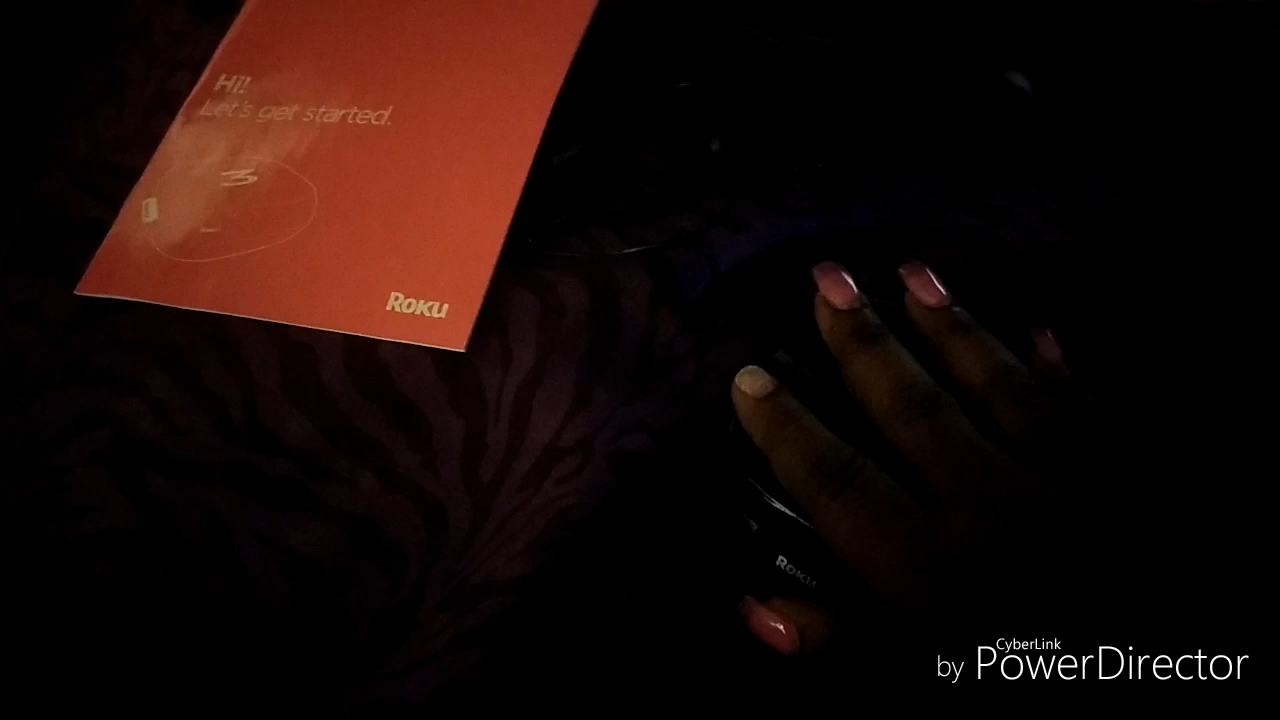 Hi!
Let's get started.
3
Roku
Roku
CyberLink
by PowerDirector